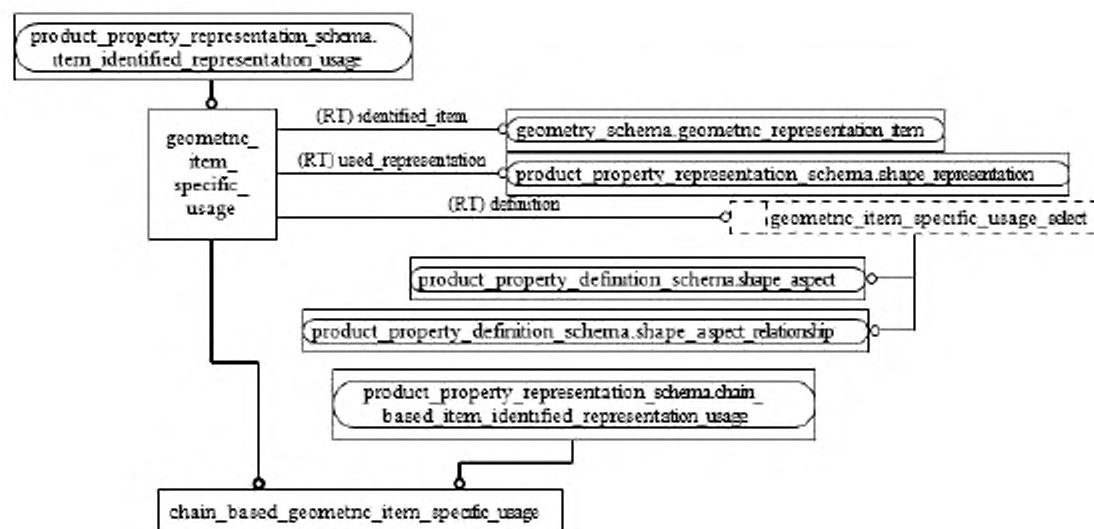 product_property_representation_schema.
item_identified_representation_usage
geometric_
item_
specific_
usage
(RT) identified_item
geometry_schema.geometric_representation_item
(RT) used_representation
product_property_representation_schema.shape_representation
(RT) definition
geometric_item_specific_usage_select
product_property_definition_schema.shape_aspect
product_property_definition_schema.shape_aspect_relationship
product_property_representation_schema.chain_
based_item_identified_representation_usage
chain_based_geometric_item_specific_usage